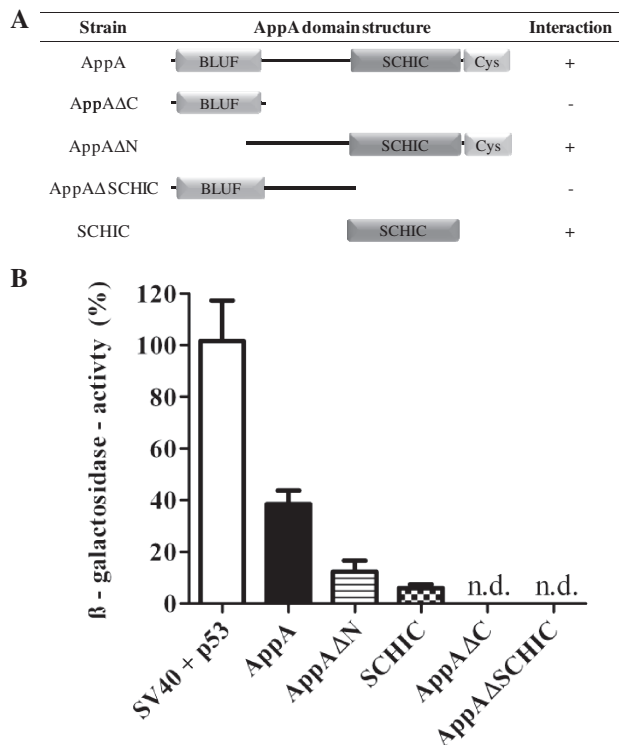 A
Strain AppA domain structure Interaction
AppA BLUF SCHIC Cys +
AppAΔC BLUF -
AppAΔN SCHIC Cys +
AppAΔSCHIC BLUF -
SCHIC SCHIC +
B
ß - galactosidase - activty (%)
120
100
80
60
40
20
0
n.d. n.d.
SV40 + p53
AppA
AppAΔN
SCHIC
AppAΔC
AppAΔSCHIC